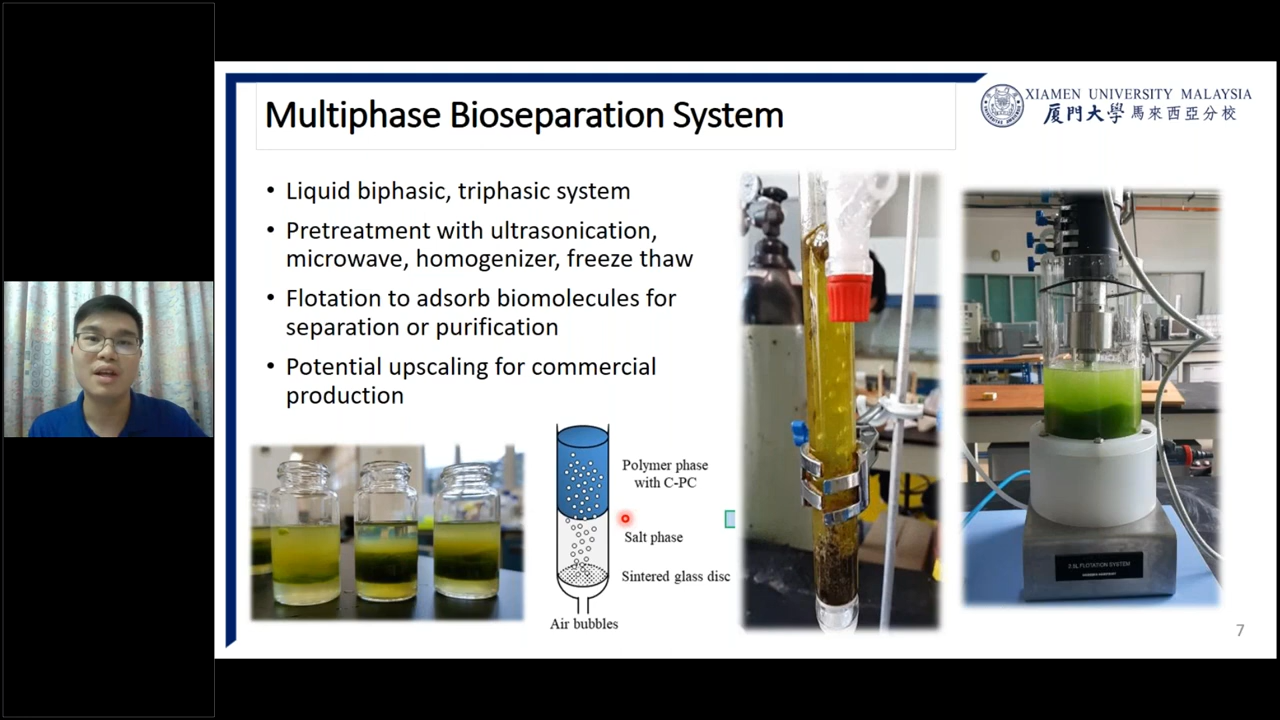 Multiphase Bioseparation System
XIAMEN UNIVERSITY MALAYSIA
厦門大學 馬來西亞分校
• Liquid biphasic, triphasic system
• Pretreatment with ultrasonication,
microwave, homogenizer, freeze thaw
• Flotation to adsorb biomolecules for
separation or purification
• Potential upscaling for commercial
production
Polymer phase
with C-PC
Salt phase
Sintered glass disc
Air bubbles
FLOTATION SYSTEM
7